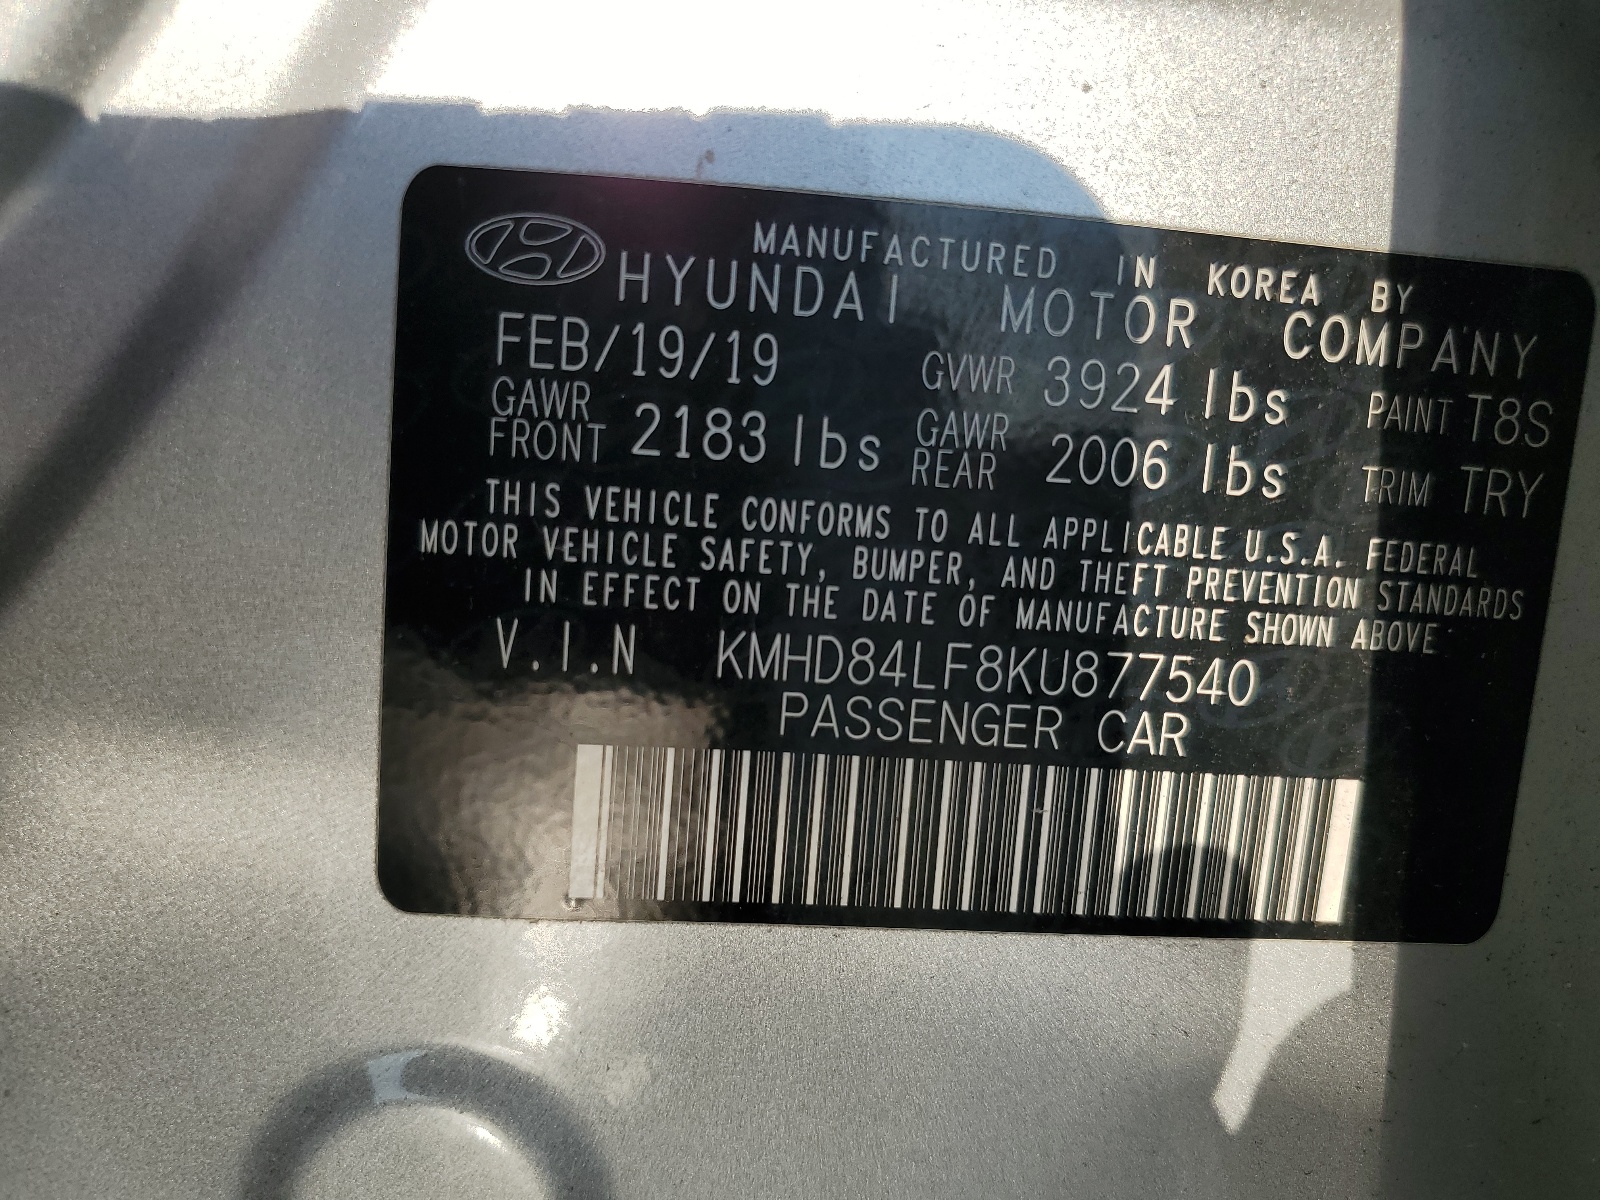 MANUFACTURED IN KOREA BY
HYUNDAI MOTOR COMPANY
FEB/19/19 GVWR 3924 lbs PAINT T8S
GAWR FRONT 2183 lbs GAWR REAR 2006 lbs TRIM TRY
THIS VEHICLE CONFORMS TO ALL APPLICABLE U.S.A. FEDERAL
MOTOR VEHICLE SAFETY, BUMPER, AND THEFT PREVENTION STANDARDS
IN EFFECT ON THE DATE OF MANUFACTURE SHOWN ABOVE
V.I.N KMHD84LF8KU877540
PASSENGER CAR